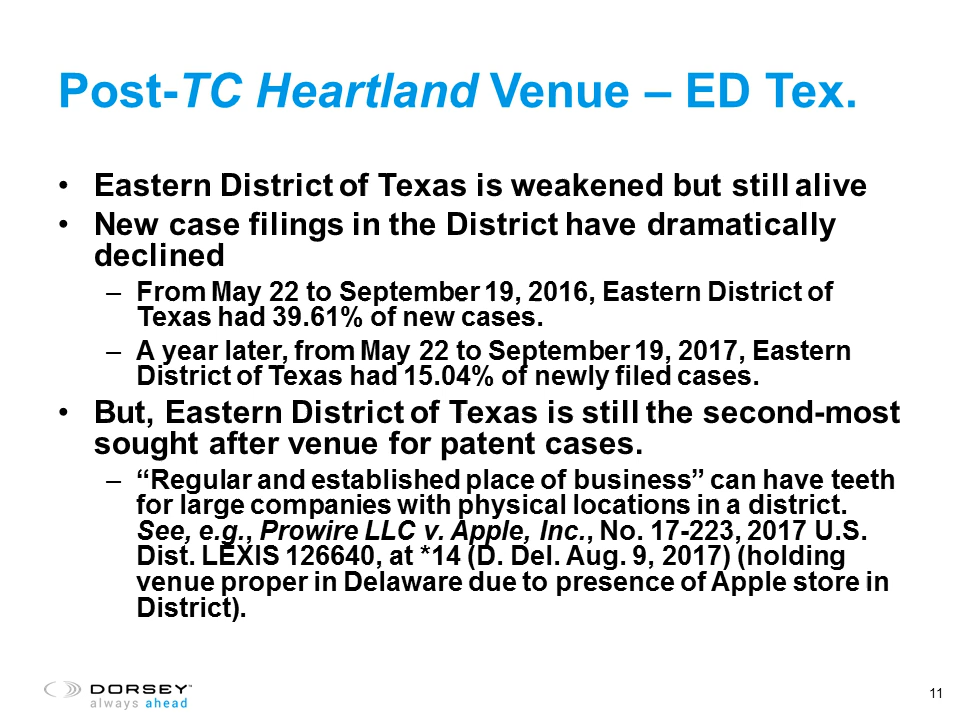 Post-TC Heartland Venue – ED Tex.
• Eastern District of Texas is weakened but still alive
• New case filings in the District have dramatically
declined
– From May 22 to September 19, 2016, Eastern District of
Texas had 39.61% of new cases.
– A year later, from May 22 to September 19, 2017, Eastern
District of Texas had 15.04% of newly filed cases.
• But, Eastern District of Texas is still the second-most
sought after venue for patent cases.
– “Regular and established place of business” can have teeth
for large companies with physical locations in a district.
See, e.g., Prowire LLC v. Apple, Inc., No. 17-223, 2017 U.S.
Dist. LEXIS 126640, at *14 (D. Del. Aug. 9, 2017) (holding
venue proper in Delaware due to presence of Apple store in
District).
DORSEY™
always ahead
11